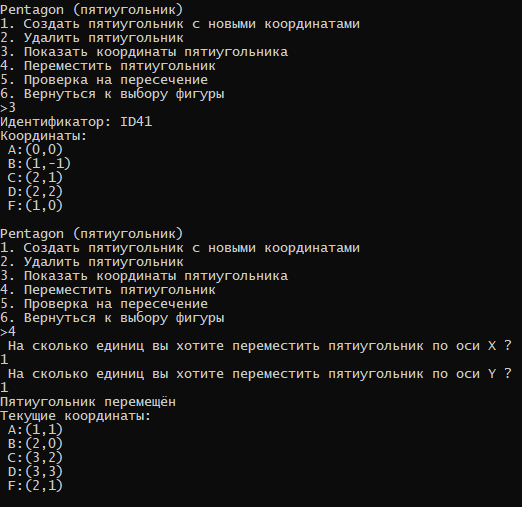 Pentagon (пятиугольник)
1. Создать пятиугольник с новыми координатами
2. Удалить пятиугольник
3. Показать координаты пятиугольника
4. Переместить пятиугольник
5. Проверка на пересечение
6. Вернуться к выбору фигуры
>3
Идентификатор: ID41
Координаты:
A:(0,0)
B:(1,-1)
C:(2,1)
D:(2,2)
F:(1,0)
Pentagon (пятиугольник)
1. Создать пятиугольник с новыми координатами
2. Удалить пятиугольник
3. Показать координаты пятиугольника
4. Переместить пятиугольник
5. Проверка на пересечение
6. Вернуться к выбору фигуры
>4
На сколько единиц вы хотите переместить пятиугольник по оси X ?
1
На сколько единиц вы хотите переместить пятиугольник по оси Y ?
1
Пятиугольник перемещён
Текущие координаты:
A:(1,1)
B:(2,0)
C:(3,2)
D:(3,3)
F:(2,1)